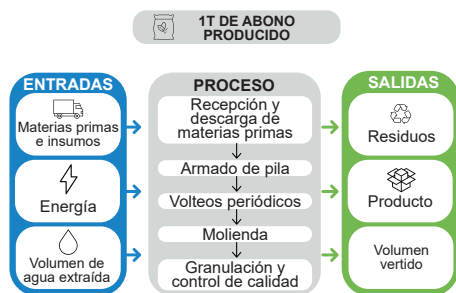 1T DE ABONO
PRODUCIDO
ENTRADAS
Materias primas
e insumos
Energía
Volumen de
agua extraída
PROCESO
Recepción y
descarga de
materias primas
Armado de pila
Volteos periódicos
Molienda
Granulación y
control de calidad
SALIDAS
Residuos
Producto
Volumen
vertido